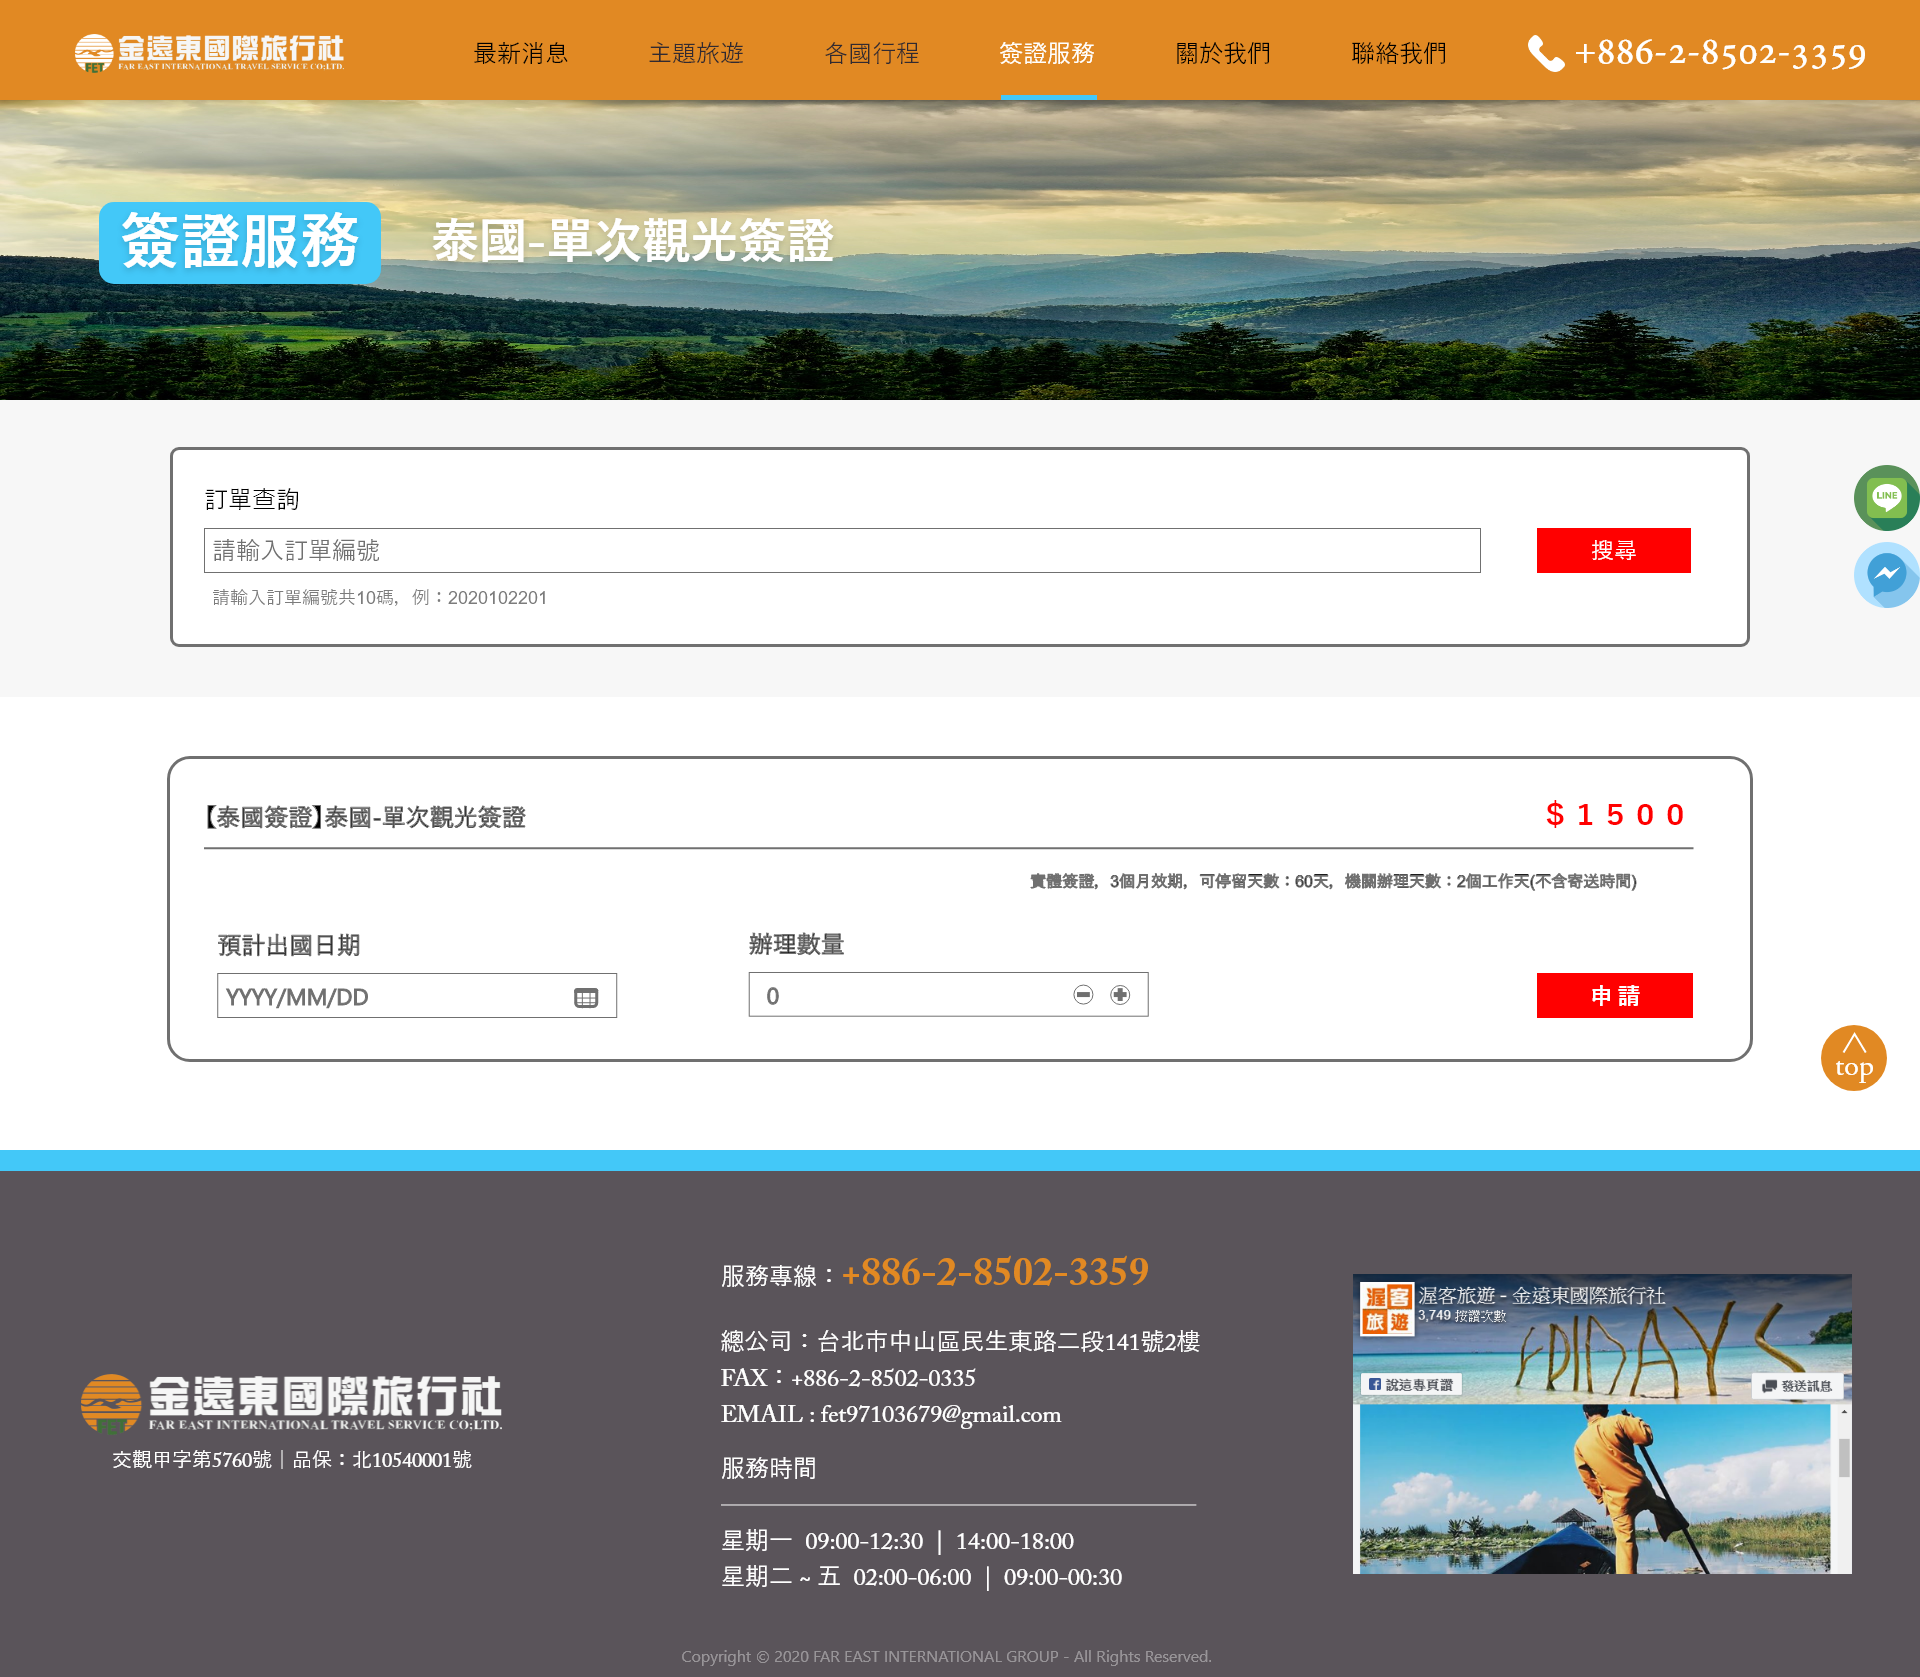 金遠東國際旅行社
FAR EAST INTERNATIONAL TRAVEL SERVICE CO;LTD.
FET
最新消息 主題旅遊 各國行程 簽證服務 關於我們 聯絡我們 +886-2-8502-3359
簽證服務 泰國-單次觀光簽證
訂單查詢
請輸入訂單編號 搜尋
請輸入訂單編號共10碼, 例：2020102201
LINE
【泰國簽證】泰國-單次觀光簽證 $1500
實體簽證, 3個月效期, 可停留天數：60天, 機關辦理天數：2個工作天(不含寄送時間)
預計出國日期 辦理數量
YYYY/MM/DD 0 申請
top
服務專線：+886-2-8502-3359
總公司：台北市中山區民生東路二段141號2樓
FAX：+886-2-8502-0335
EMAIL : fet97103679@gmail.com
服務時間
星期一 09:00-12:30 | 14:00-18:00
星期二 ~ 五 02:00-06:00 | 09:00-00:30
金遠東國際旅行社
FAR EAST INTERNATIONAL TRAVEL SERVICE CO;LTD.
FET
交觀甲字第5760號｜品保：北10540001號
渥客旅遊
渥客旅遊 - 金遠東國際旅行社
3,749 按讚次數
說這專頁讚 發送訊息
Copyright © 2020 FAR EAST INTERNATIONAL GROUP - All Rights Reserved.